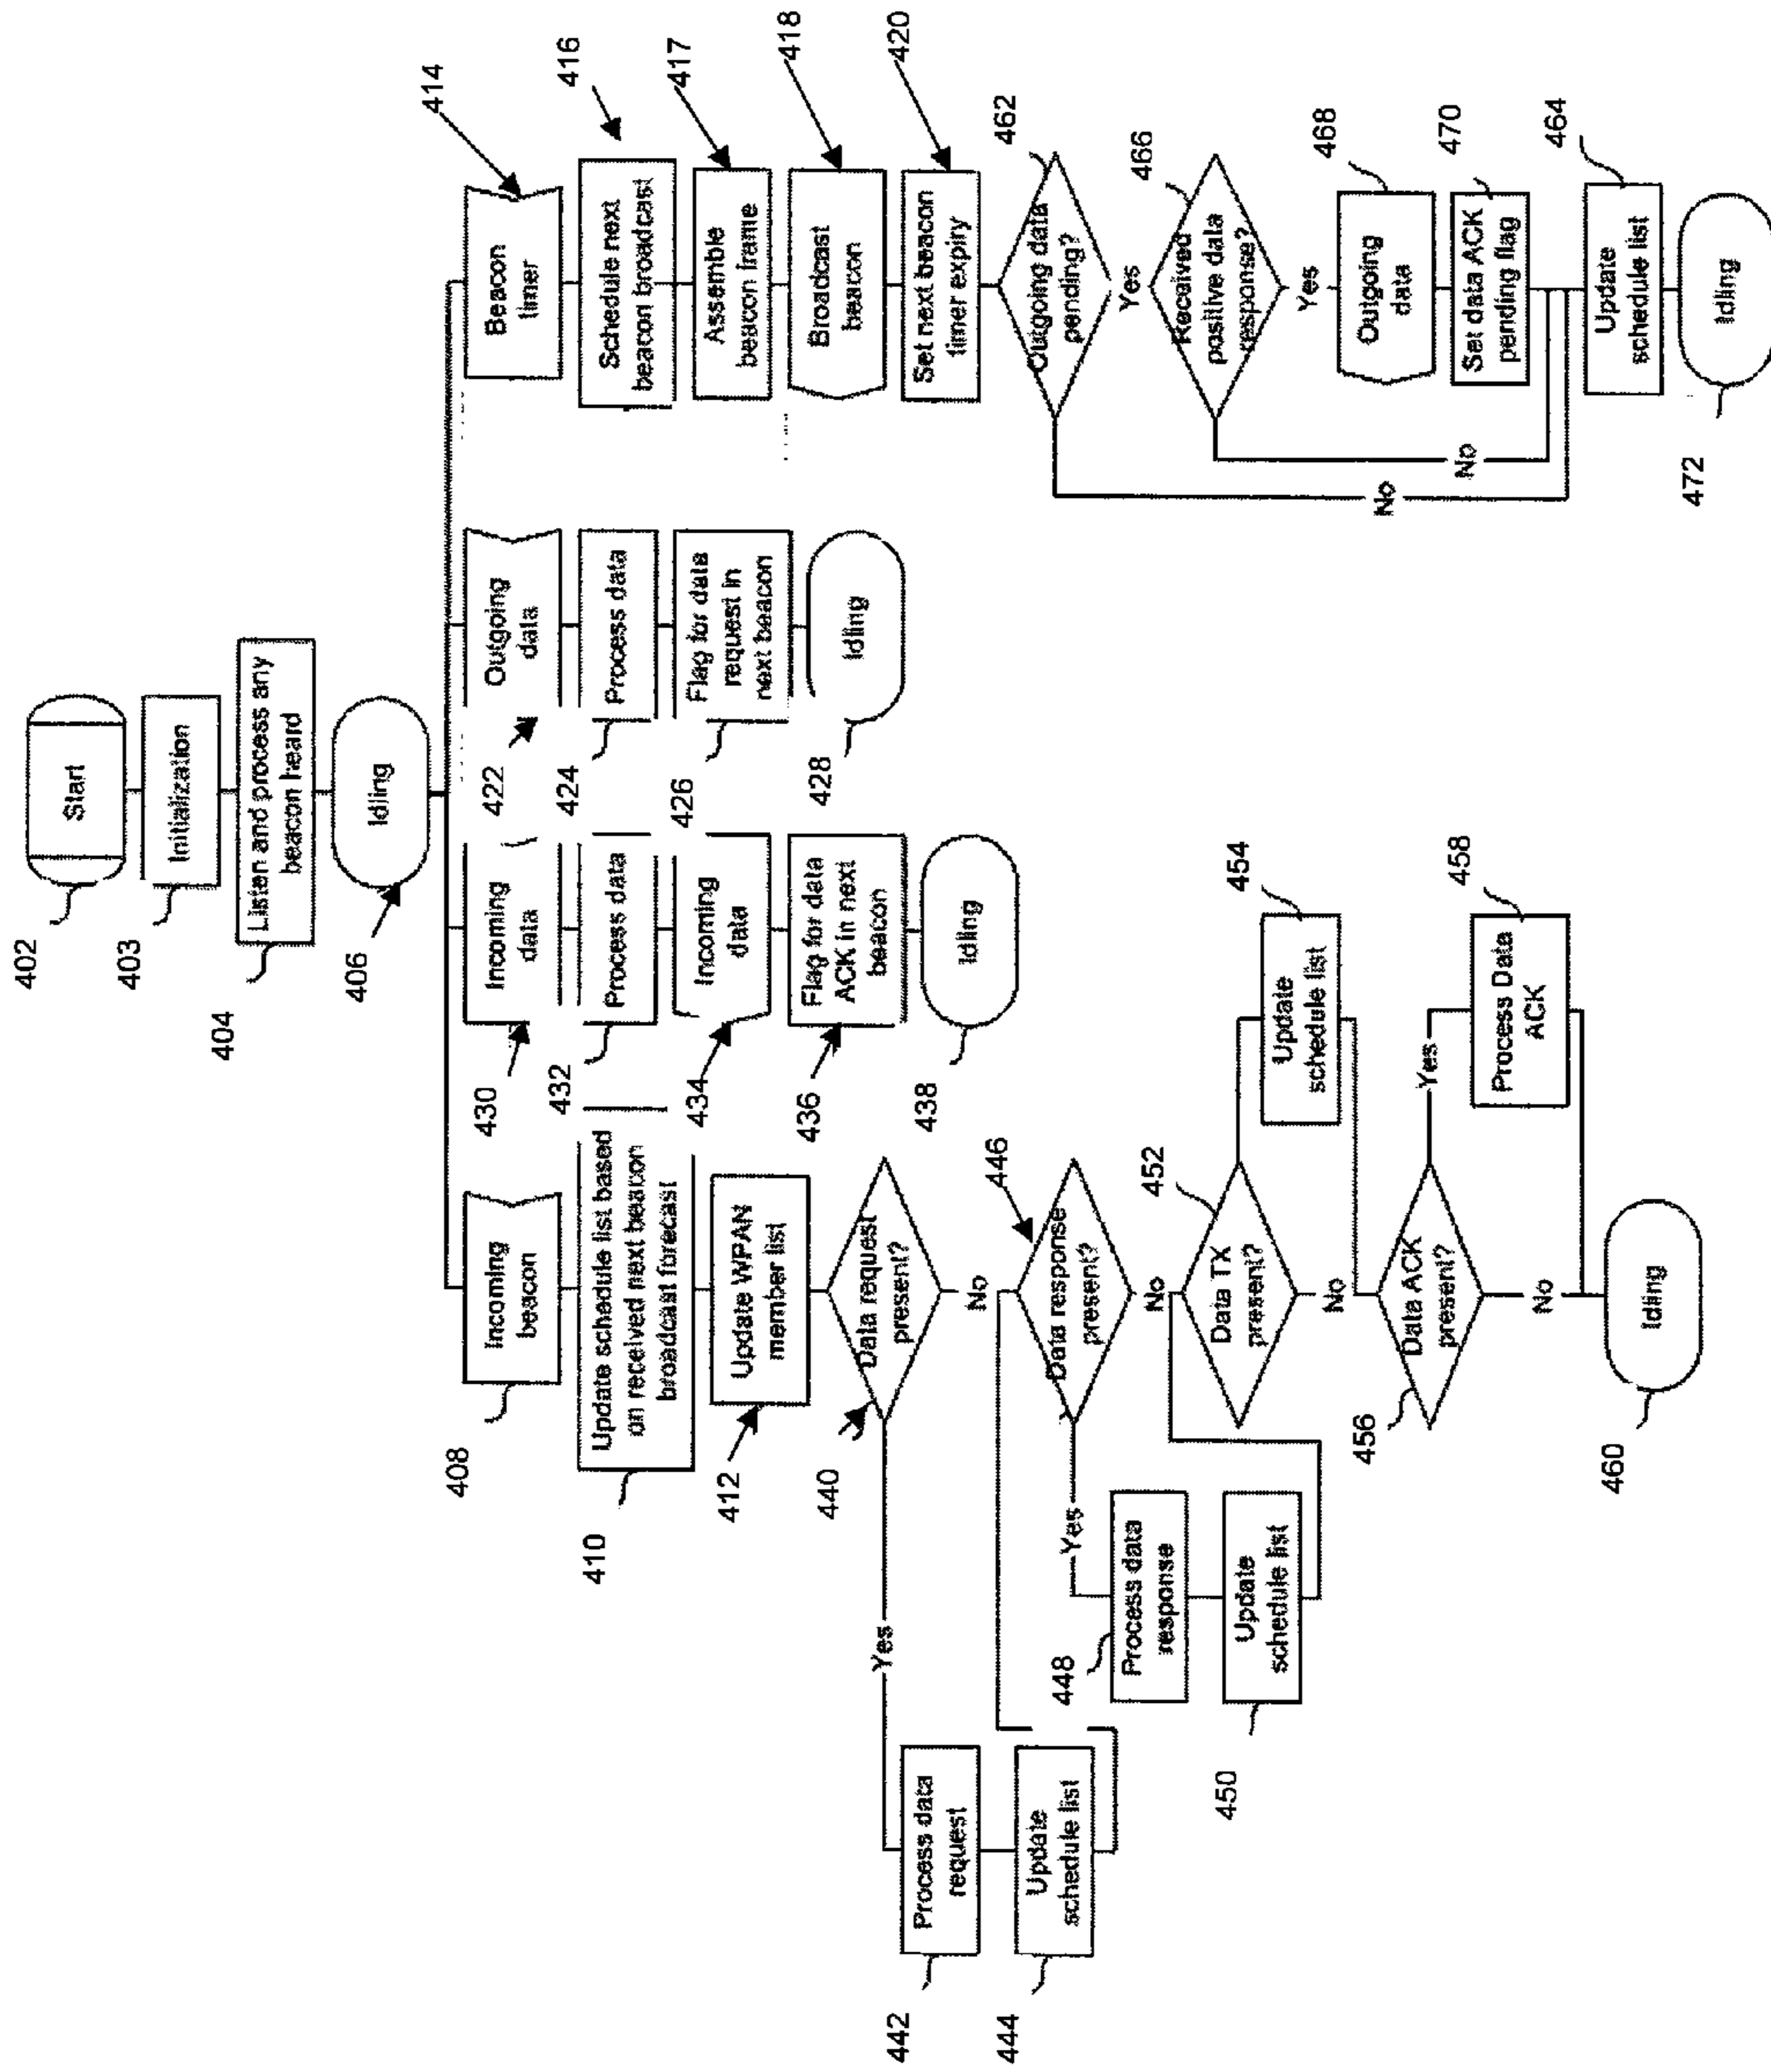 402
Start
403
Initialization
404
Listen and process any
beacon heard
406
Idling
408
Incoming
beacon
410
Update schedule list based
on received next beacon
broadcast forecast
412
Update WPAN
member list
440
Data request
present?
Yes
No
442
Process data
request
444
Update
schedule list
446
Data response
present?
Yes
No
448
Process data
response
450
Update
schedule list
452
Data TX
present?
No
454
Update
schedule list
456
Data ACK
present?
Yes
No
458
Process Data
ACK
460
Idling
430
Incoming
data
432
Process data
434
Incoming
data
436
Flag for data
ACK in next
beacon
438
Idling
422
Outgoing
data
424
Process data
426
Flag for data
request in
next beacon
428
Idling
414
Beacon
timer
416
Schedule next
beacon broadcast
417
Assemble
beacon frame
418
Broadcast
beacon
420
Set next beacon
timer expiry
462
Outgoing data
pending?
Yes
No
466
Received
positive data
response?
Yes
No
468
Outgoing
data
470
Set data ACK
pending flag
464
Update
schedule list
472
Idling